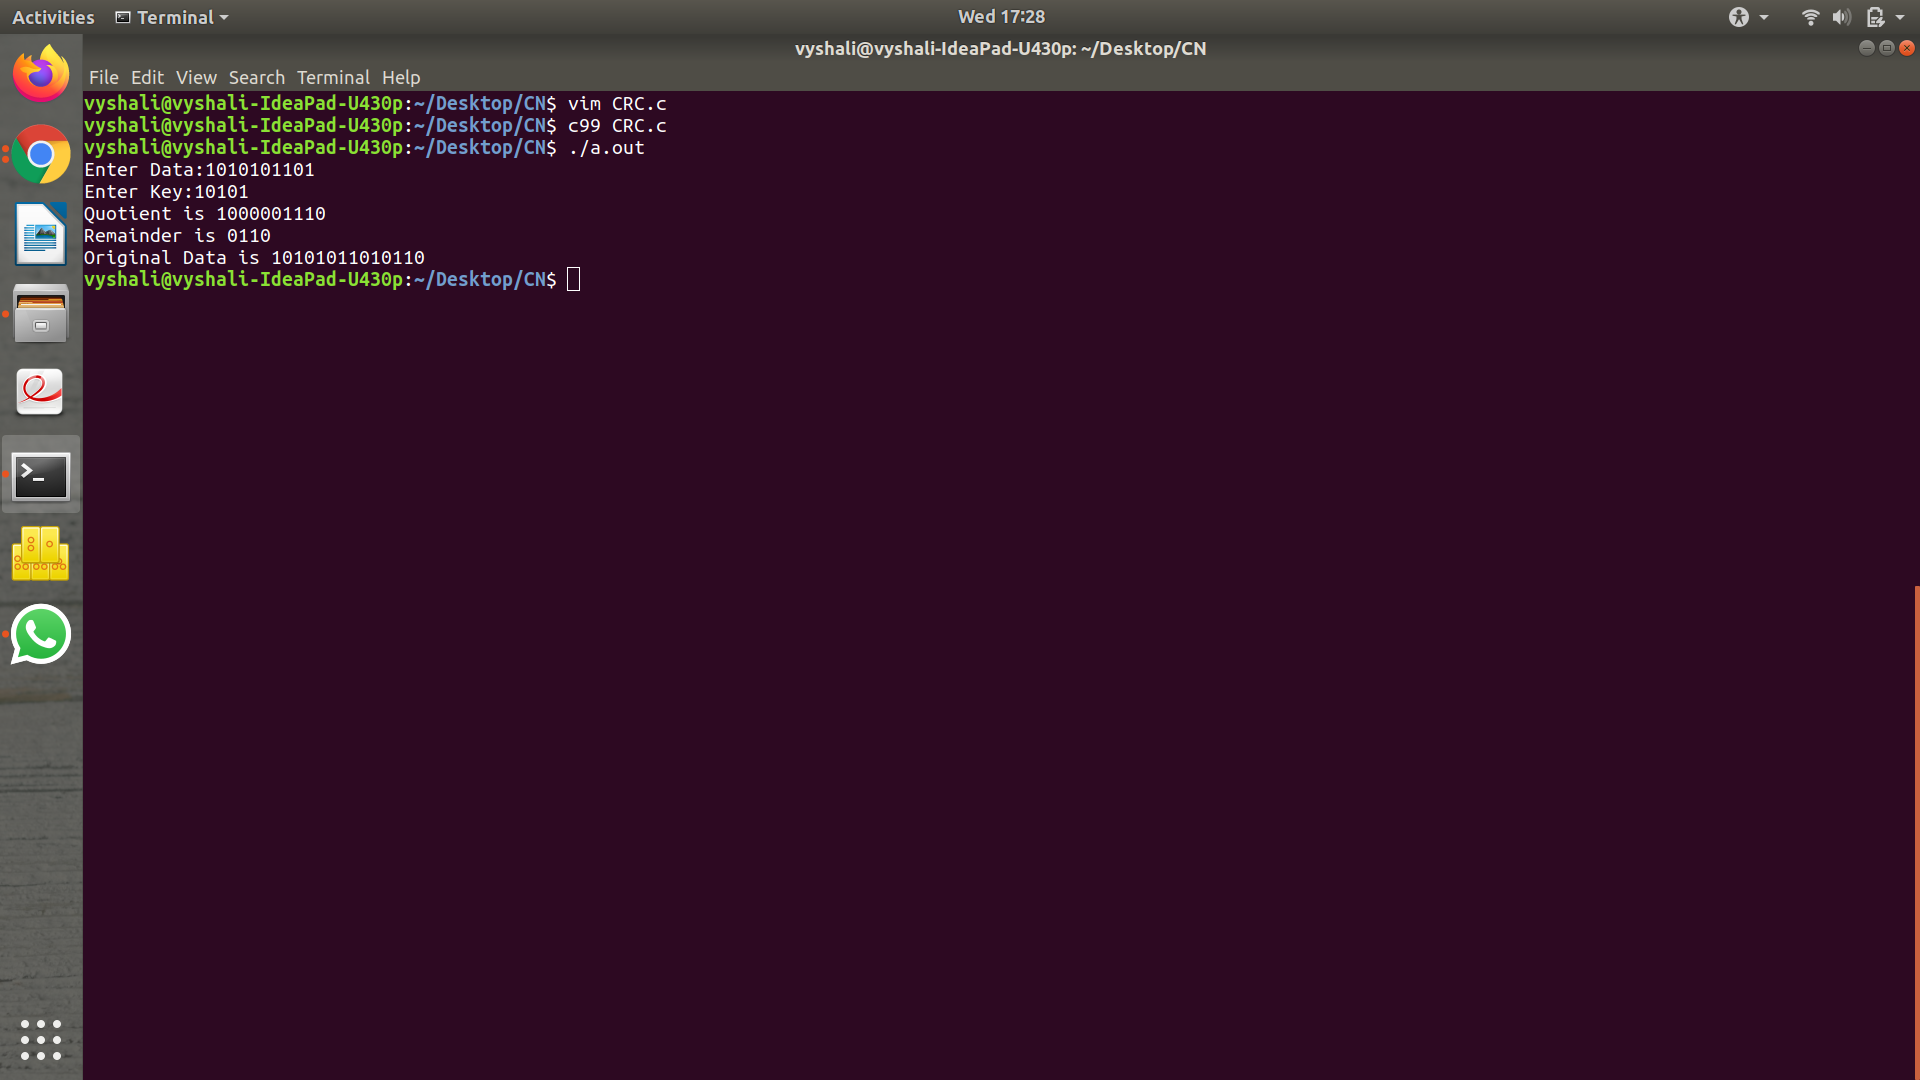 Activities Terminal Wed 17:28
vyshali@vyshali-IdeaPad-U430p: ~/Desktop/CN
File Edit View Search Terminal Help
vyshali@vyshali-IdeaPad-U430p:~/Desktop/CN$ vim CRC.c
vyshali@vyshali-IdeaPad-U430p:~/Desktop/CN$ c99 CRC.c
vyshali@vyshali-IdeaPad-U430p:~/Desktop/CN$ ./a.out
Enter Data:1010101101
Enter Key:10101
Quotient is 1000001110
Remainder is 0110
Original Data is 10101011010110
vyshali@vyshali-IdeaPad-U430p:~/Desktop/CN$